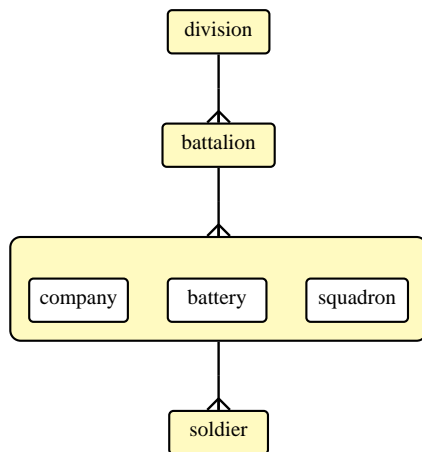 division
battalion
company battery squadron
soldier